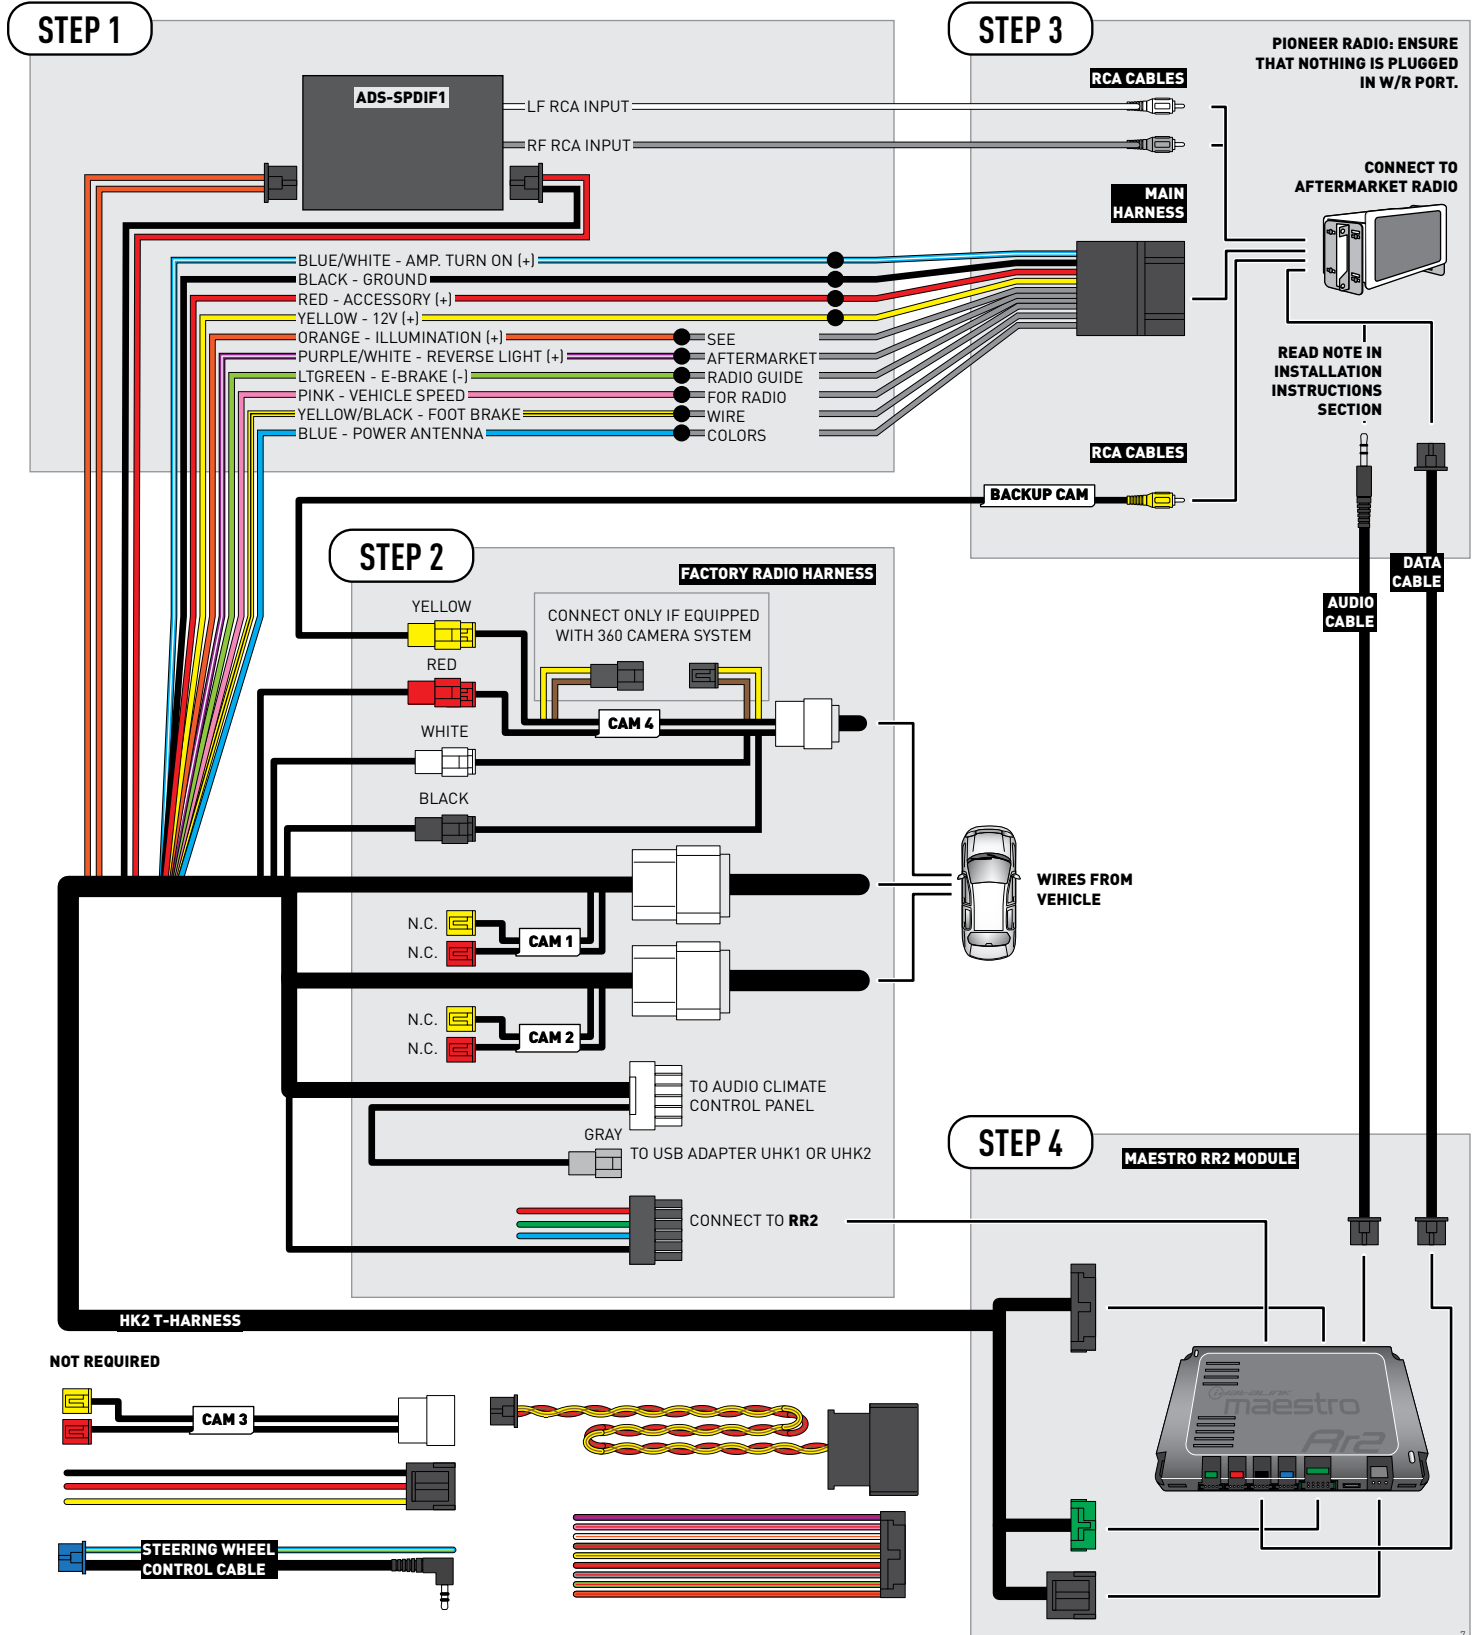 STEP 1
ADS-SPDIF1
LF RCA INPUT
RF RCA INPUT
BLUE/WHITE - AMP. TURN ON (+)
BLACK - GROUND
RED - ACCESSORY (+)
YELLOW - 12V (+)
ORANGE - ILLUMINATION (+)
PURPLE/WHITE - REVERSE LIGHT (+)
LTGREEN - E-BRAKE (-)
PINK - VEHICLE SPEED
YELLOW/BLACK - FOOT BRAKE
BLUE - POWER ANTENNA
SEE
AFTERMARKET
RADIO GUIDE
FOR RADIO
WIRE
COLORS
STEP 3
PIONEER RADIO: ENSURE
THAT NOTHING IS PLUGGED
IN W/R PORT.
RCA CABLES
CONNECT TO
AFTERMARKET RADIO
MAIN
HARNESS
READ NOTE IN
INSTALLATION
INSTRUCTIONS
SECTION
RCA CABLES
BACKUP CAM
DATA
CABLE
AUDIO
CABLE
STEP 2
FACTORY RADIO HARNESS
YELLOW
CONNECT ONLY IF EQUIPPED
WITH 360 CAMERA SYSTEM
RED
CAM 4
WHITE
BLACK
WIRES FROM
VEHICLE
N.C.
CAM 1
N.C.
N.C.
CAM 2
N.C.
TO AUDIO CLIMATE
CONTROL PANEL
GRAY
TO USB ADAPTER UHK1 OR UHK2
CONNECT TO RR2
STEP 4
MAESTRO RR2 MODULE
HK2 T-HARNESS
NOT REQUIRED
CAM 3
STEERING WHEEL
CONTROL CABLE
iDATALINK
maestro
Rr2
7